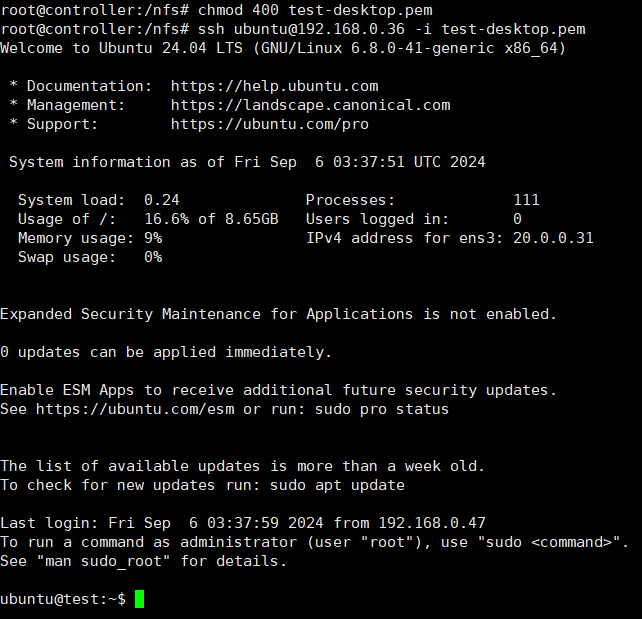 root@controller:/nfs# chmod 400 test-desktop.pem
root@controller:/nfs# ssh ubuntu@192.168.0.36 -i test-desktop.pem
Welcome to Ubuntu 24.04 LTS (GNU/Linux 6.8.0-41-generic x86_64)

 * Documentation:  https://help.ubuntu.com
 * Management:     https://landscape.canonical.com
 * Support:        https://ubuntu.com/pro

 System information as of Fri Sep  6 03:37:51 UTC 2024

  System load:  0.24              Processes:             111
  Usage of /:   16.6% of 8.65GB   Users logged in:       0
  Memory usage: 9%                IPv4 address for ens3: 20.0.0.31
  Swap usage:   0%

Expanded Security Maintenance for Applications is not enabled.

0 updates can be applied immediately.

Enable ESM Apps to receive additional future security updates.
See https://ubuntu.com/esm or run: sudo pro status

The list of available updates is more than a week old.
To check for new updates run: sudo apt update

Last login: Fri Sep  6 03:37:59 2024 from 192.168.0.47
To run a command as administrator (user "root"), use "sudo <command>".
See "man sudo_root" for details.

ubuntu@test:~$